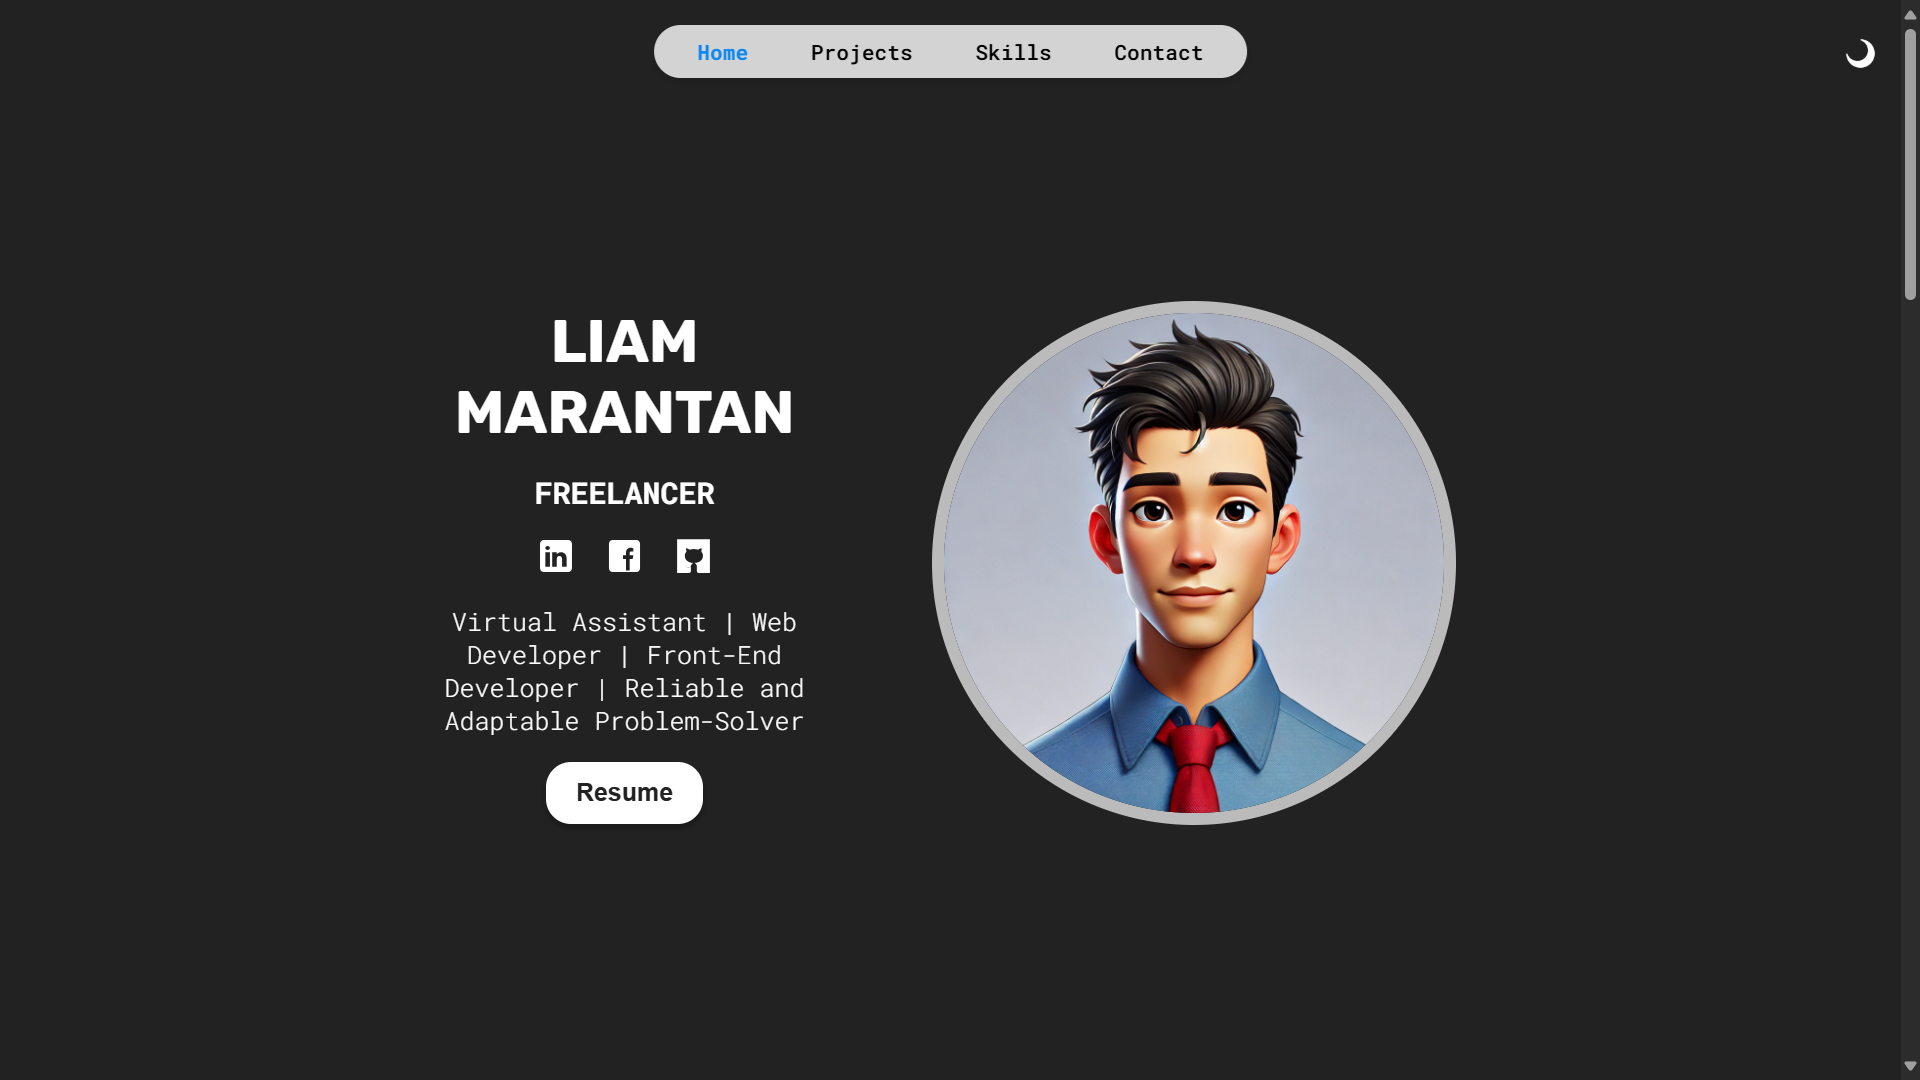 Home Projects Skills Contact
LIAM
MARANTAN
FREELANCER
in f
Virtual Assistant | Web
Developer | Front-End
Developer | Reliable and
Adaptable Problem-Solver
Resume